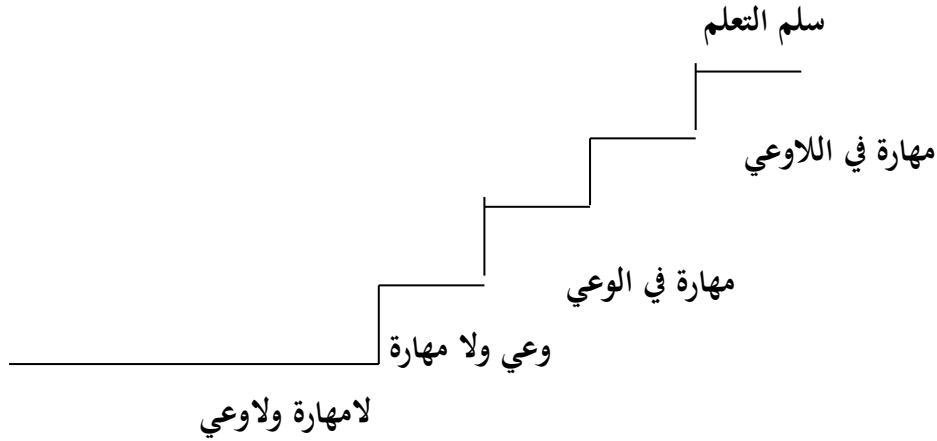 سلم التعلم
مهارة في اللاوعي
مهارة في الوعي
وعي ولا مهارة
لامهارة ولاوعي